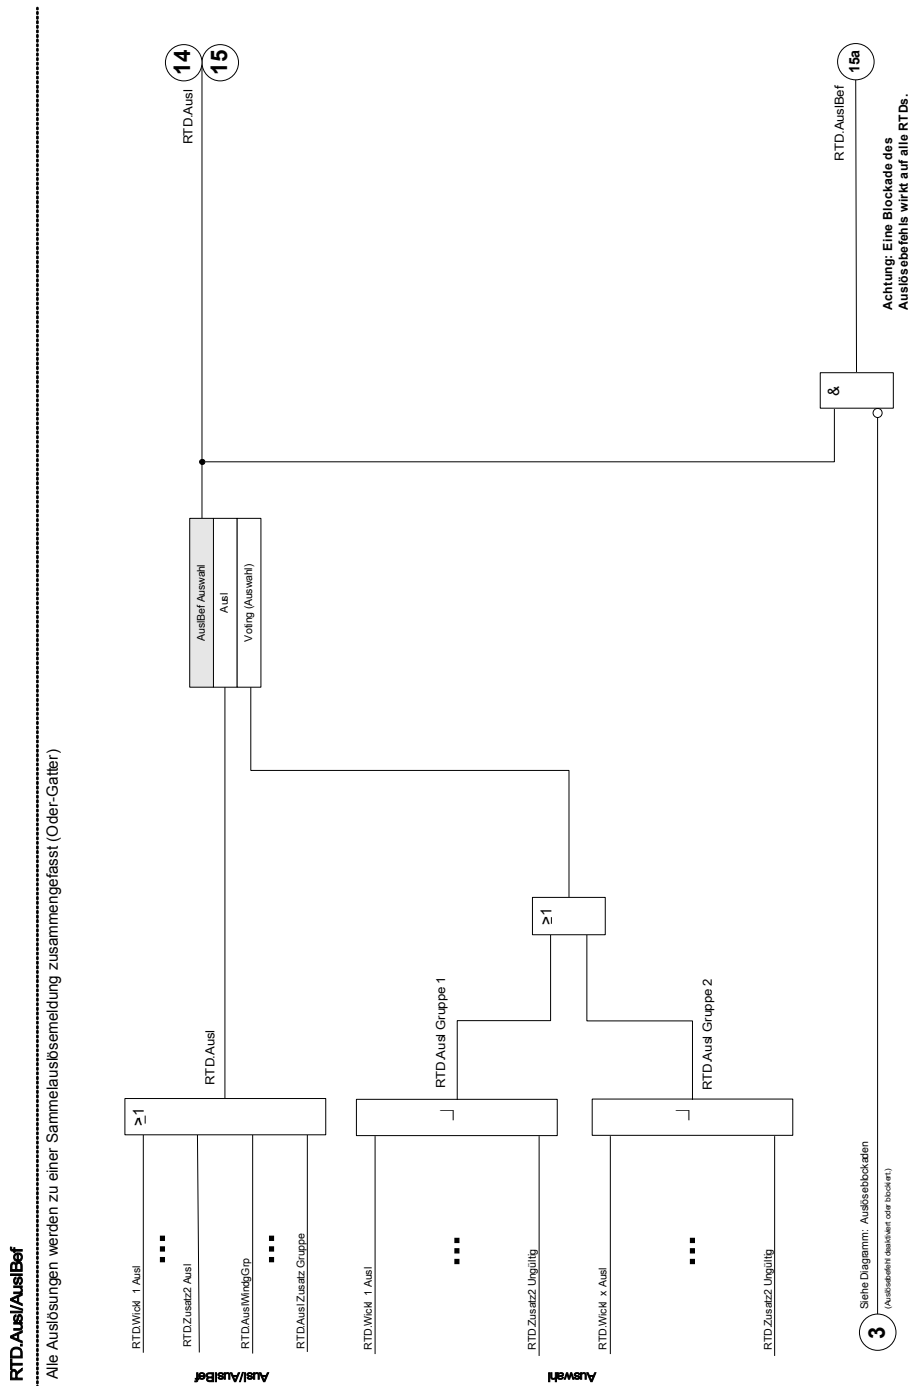 RTD.Ausl/AuslBef
Alle Auslösungen werden zu einer Sammelauslösemeldung zusammengefasst (Oder-Gatter)
Ausl/AuslBef
RTD.Wickl 1 Ausl
...
RTD.Zusatz2 Ausl
RTD.AuslWindgGrp
...
RTD.Ausl Zusatz Gruppe
≥1
RTD.Ausl
AuslBef Auswahl
Ausl
Voting (Auswahl)
RTD.Ausl
14
15
Auswahl
RTD.Wickl 1 Ausl
...
RTD.Zusatz2 Ungültig
RTD.Ausl Gruppe 1
RTD.Wickl x Ausl
...
RTD.Zusatz2 Ungültig
RTD.Ausl Gruppe 2
≥1
3
Siehe Diagramm: Auslöseblockaden
(Auslösebefehl deaktiviert oder blockiert.)
&
RTD.AuslBef
15a
Achtung: Eine Blockade des
Auslösebefehls wirkt auf alle RTDs.